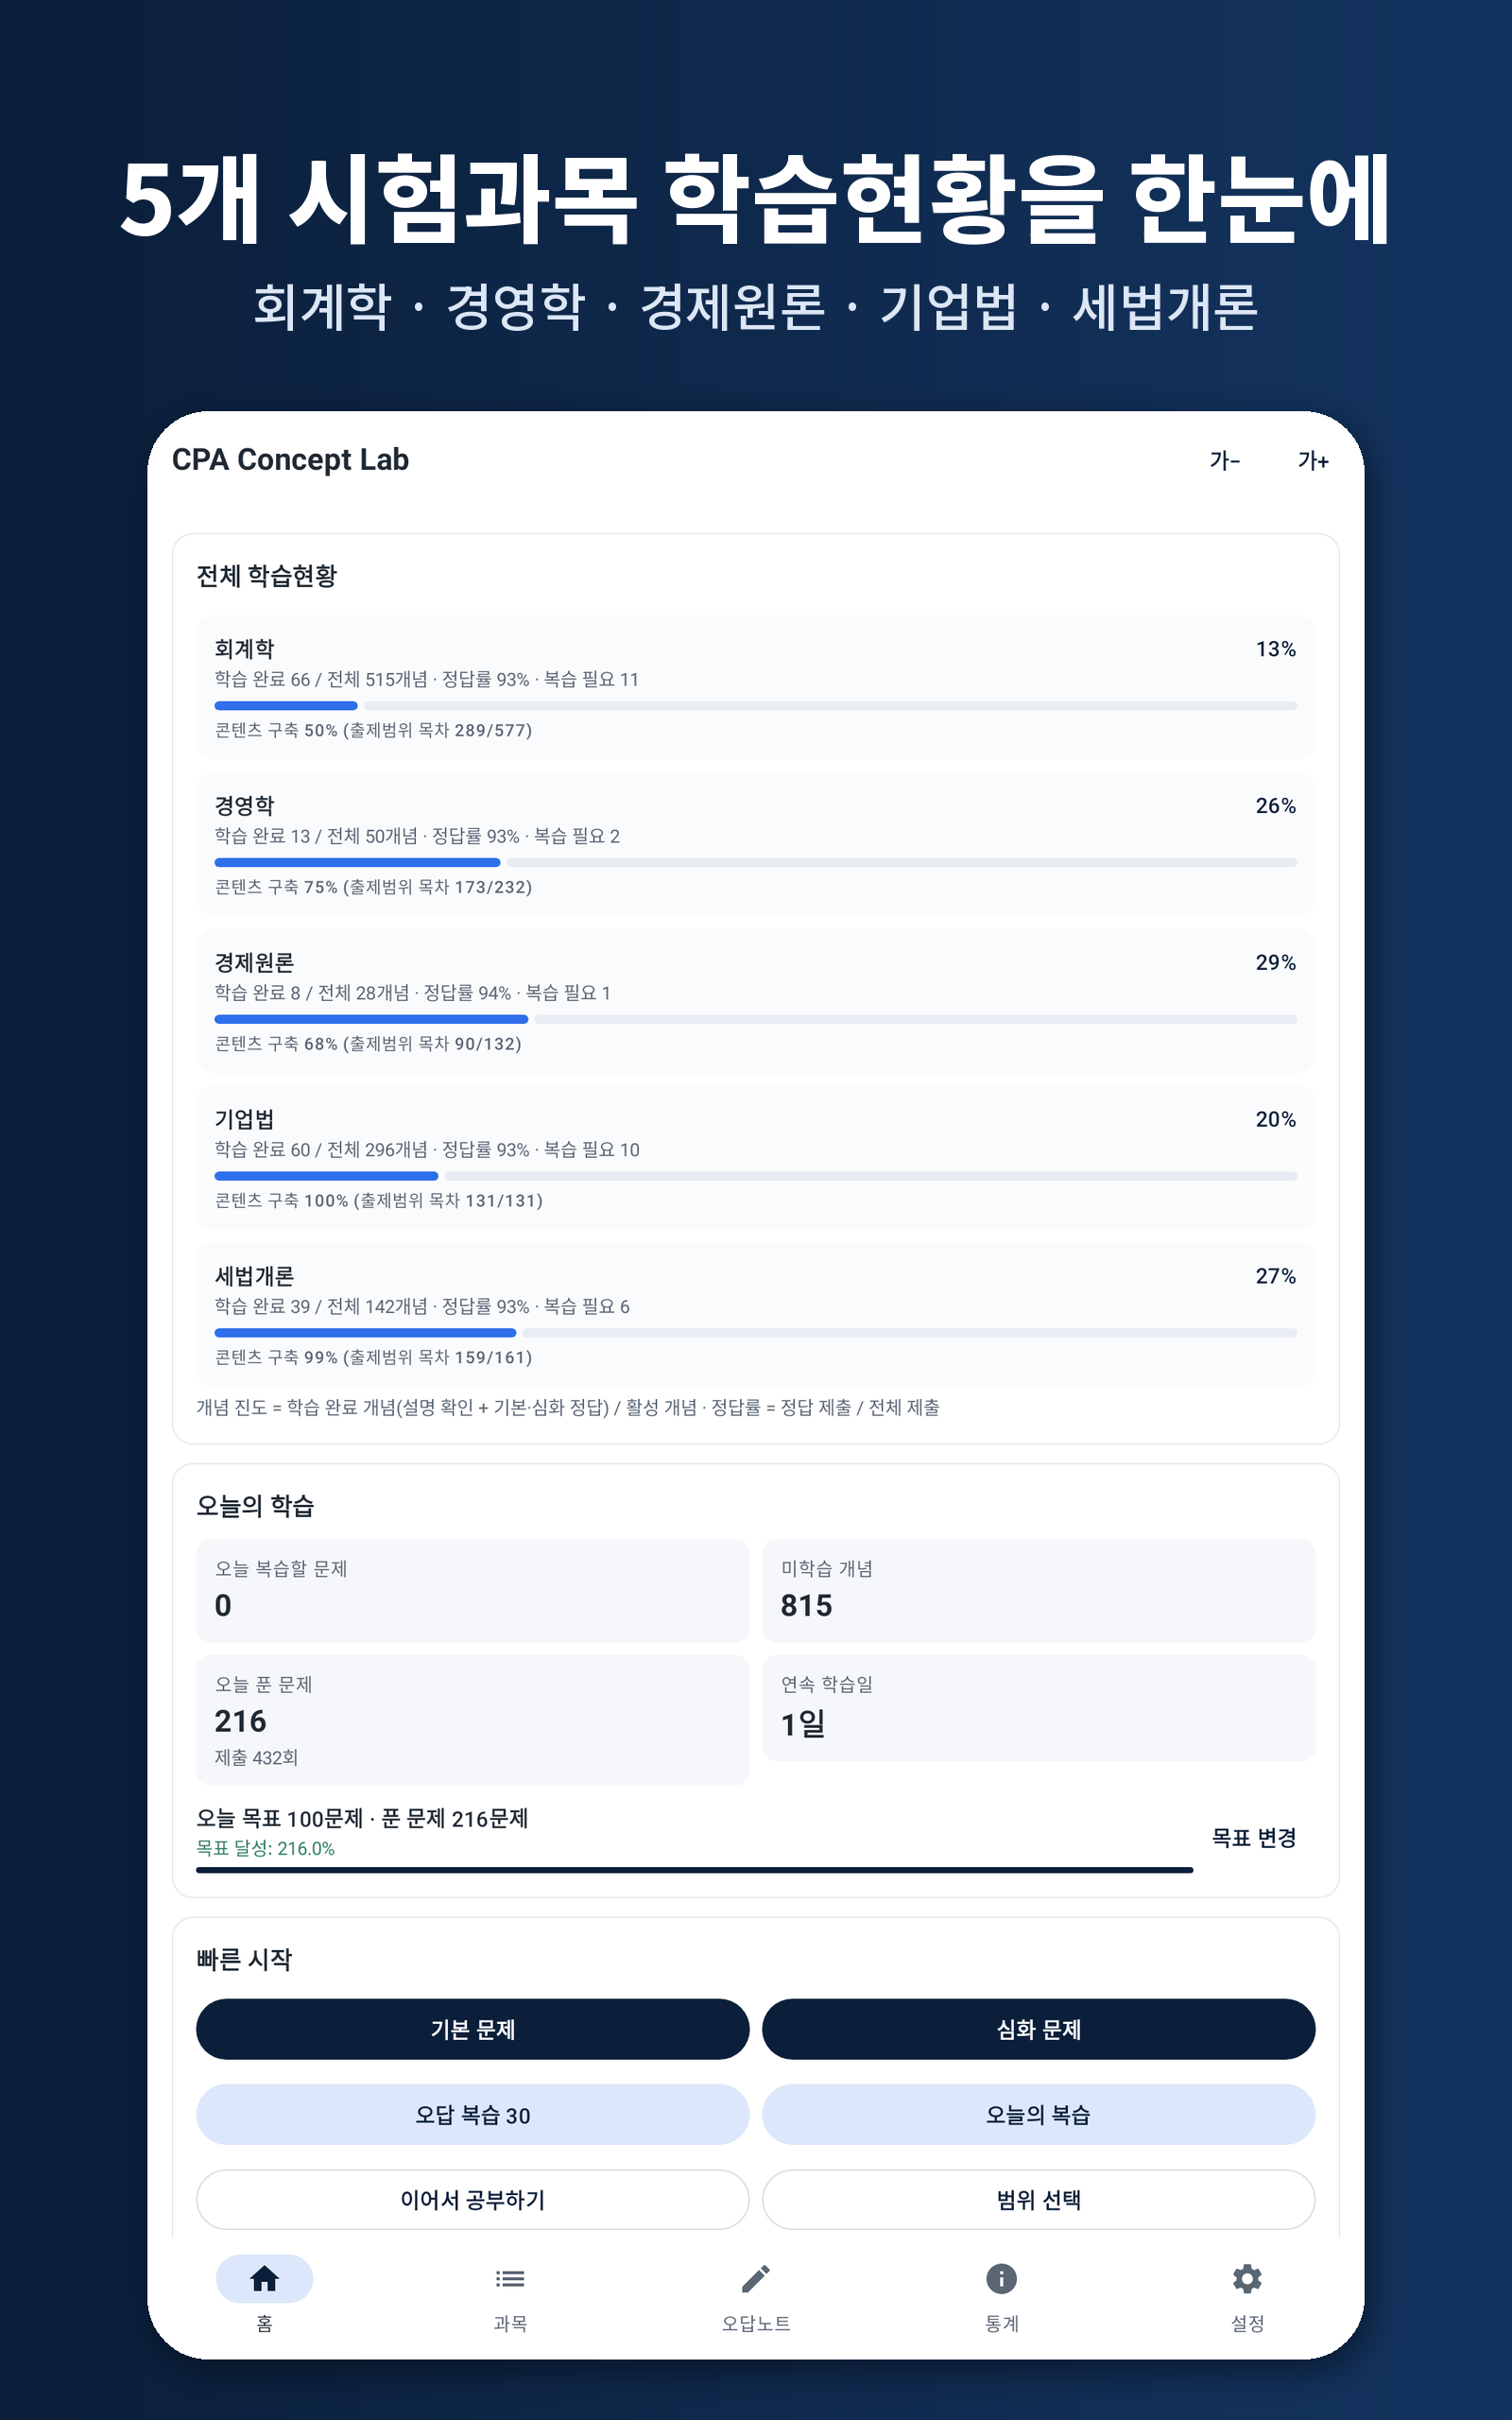 5개 시험과목 학습현황을 한눈에
회계학 · 경영학 · 경제원론 · 기업법 · 세법개론
CPA Concept Lab
가-
가+
전체 학습현황
회계학
13%
학습 완료 66 / 전체 515개념 · 정답률 93% · 복습 필요 11
콘텐츠 구축 50% (출제범위 목차 289/577)
경영학
26%
학습 완료 13 / 전체 50개념 · 정답률 93% · 복습 필요 2
콘텐츠 구축 75% (출제범위 목차 173/232)
경제원론
29%
학습 완료 8 / 전체 28개념 · 정답률 94% · 복습 필요 1
콘텐츠 구축 68% (출제범위 목차 90/132)
기업법
20%
학습 완료 60 / 전체 296개념 · 정답률 93% · 복습 필요 10
콘텐츠 구축 100% (출제범위 목차 131/131)
세법개론
27%
학습 완료 39 / 전체 142개념 · 정답률 93% · 복습 필요 6
콘텐츠 구축 99% (출제범위 목차 159/161)
개념 진도 = 학습 완료 개념(설명 확인 + 기본·심화 정답) / 활성 개념 · 정답률 = 정답 제출 / 전체 제출
오늘의 학습
오늘 복습할 문제
0
미학습 개념
815
오늘 푼 문제
216
제출 432회
연속 학습일
1일
오늘 목표 100문제 · 푼 문제 216문제
목표 달성: 216.0%
목표 변경
빠른 시작
기본 문제
심화 문제
오답 복습 30
오늘의 복습
이어서 공부하기
범위 선택
홈
과목
오답노트
통계
설정